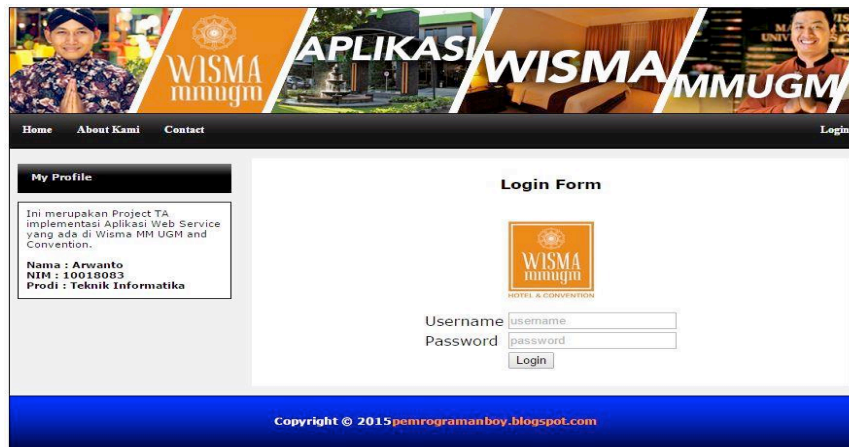 WISMA
mmugm
APLIKASI WISMA MMUGM
Home About Kami Contact Login
My Profile
Ini merupakan Project TA
implementasi Aplikasi Web Service
yang ada di Wisma MM UGM and
Convention.
Nama : Arwanto
NIM : 10018083
Prodi : Teknik Informatika
Login Form
WISMA
mmugm
HOTEL & CONVENTION
Username username
Password password
Login
Copyright © 2015pemrogramanboy.blogspot.com